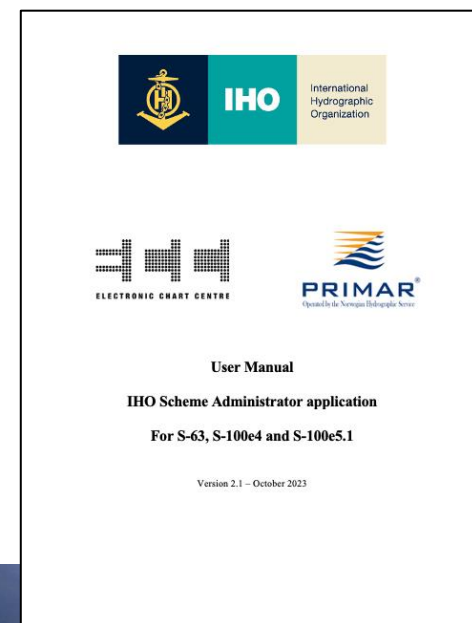 IHO
International
Hydrographic
Organization
ELECTRONIC CHART CENTRE
PRIMAR®
Operated by the Norwegian Hydrographic Service
User Manual
IHO Scheme Administrator application
For S-63, S-100e4 and S-100e5.1
Version 2.1 – October 2023